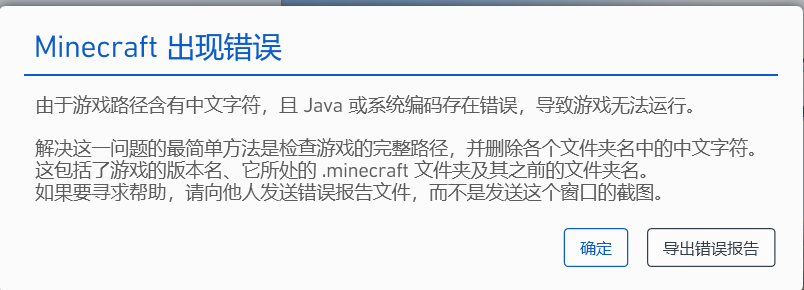 Minecraft 出现错误
由于游戏路径含有中文字符，且 Java 或系统编码存在错误，导致游戏无法运行。
解决这一问题的最简单方法是检查游戏的完整路径，并删除各个文件夹名中的中文字符。
这包括了游戏的版本名、它所处的 .minecraft 文件夹及其之前的文件夹名。
如果要寻求帮助，请向他人发送错误报告文件，而不是发送这个窗口的截图。
确定
导出错误报告